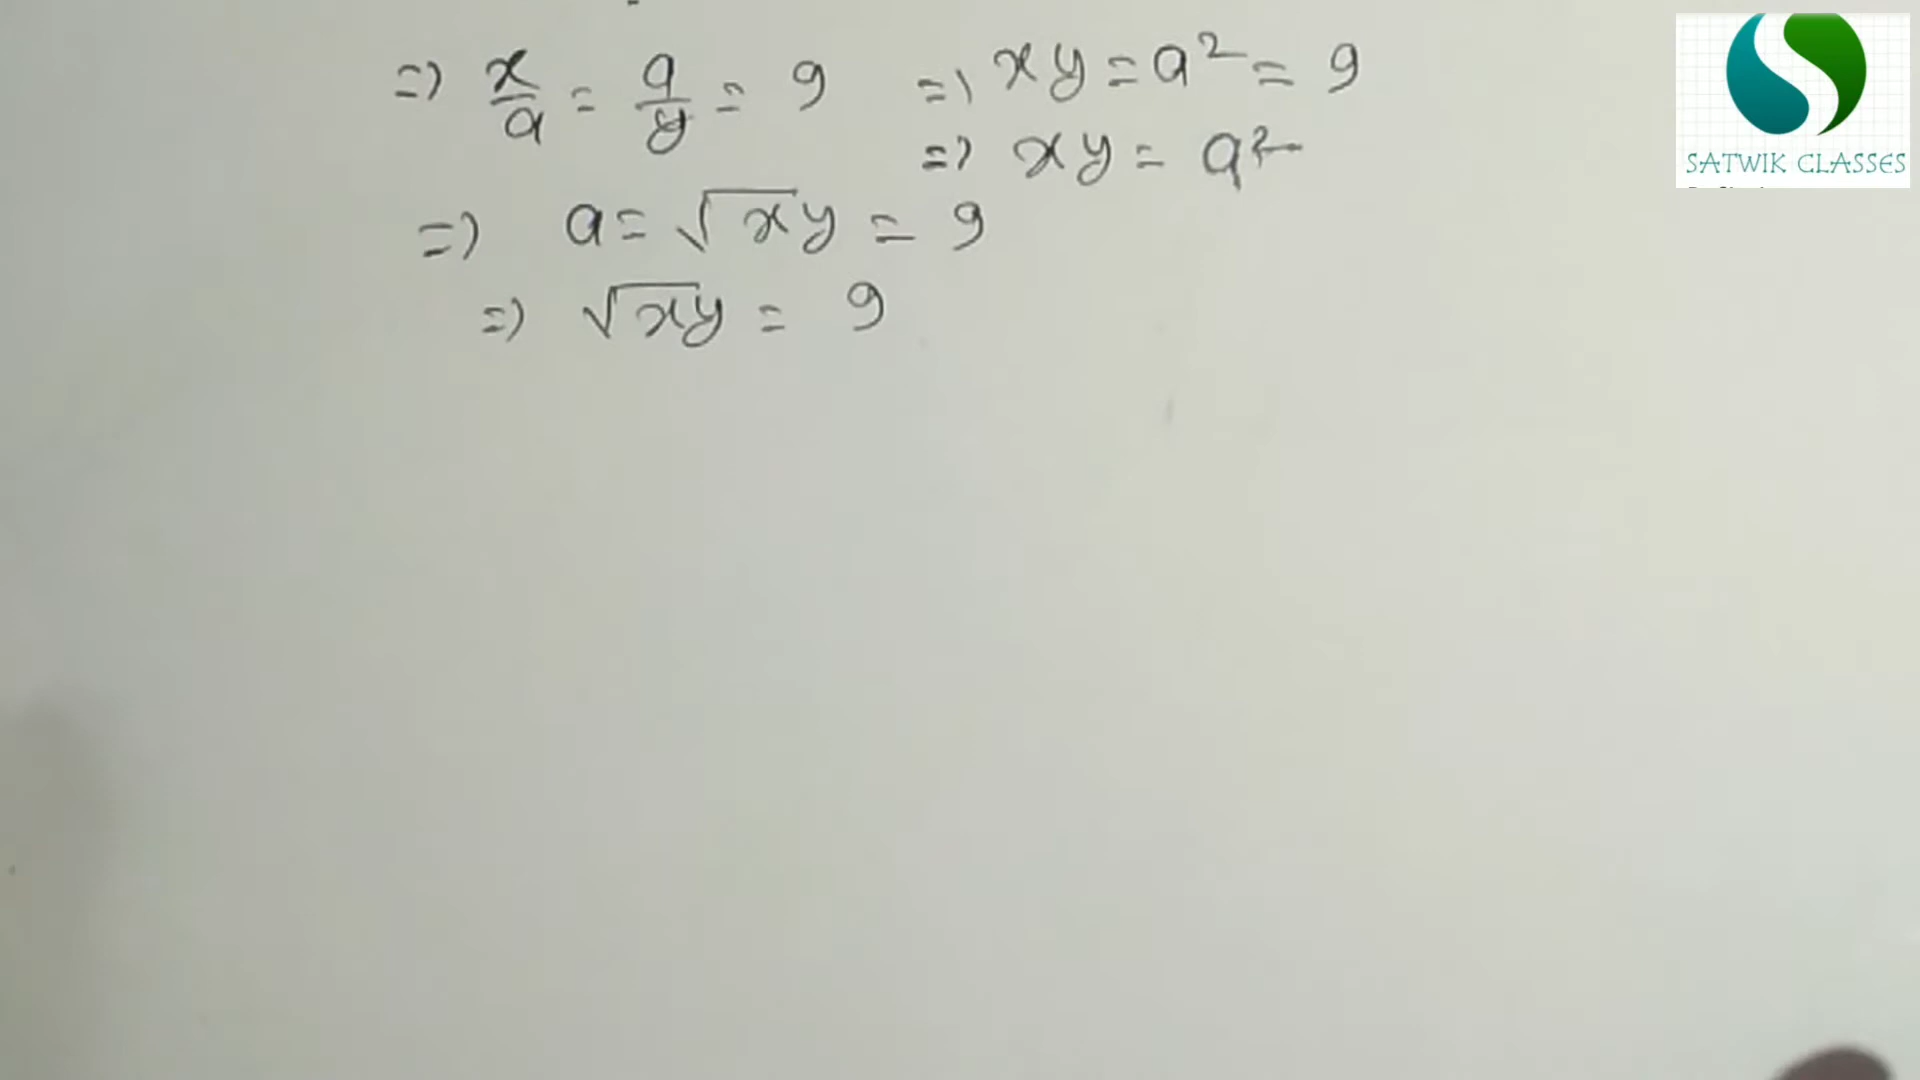 => x/a = a/y = 9 => xy = a² = 9
=> xy = a²
=> a = √xy = 9
=> √xy = 9
SATWIK CLASSES